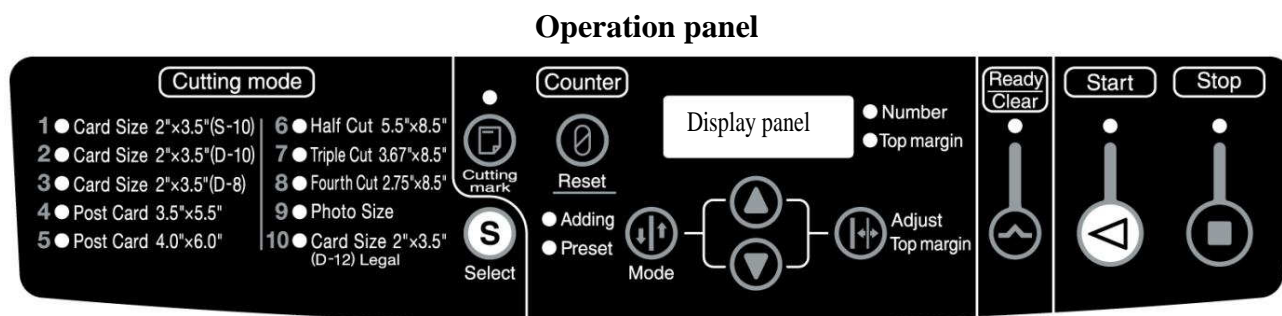 Operation panel
Cutting mode
1 Card Size 2"×3.5"(S-10)
2 Card Size 2"×3.5"(D-10)
3 Card Size 2"×3.5"(D-8)
4 Post Card 3.5"×5.5"
5 Post Card 4.0"×6.0"
6 Half Cut 5.5"×8.5"
7 Triple Cut 3.67"×8.5"
8 Fourth Cut 2.75"×8.5"
9 Photo Size
10 Card Size 2"×3.5"
(D-12) Legal
Cutting
mark
S
Select
Counter
Reset
Adding
Preset
Mode
Display panel
Number
Top margin
Adjust
Top margin
Ready
Clear
Start
Stop